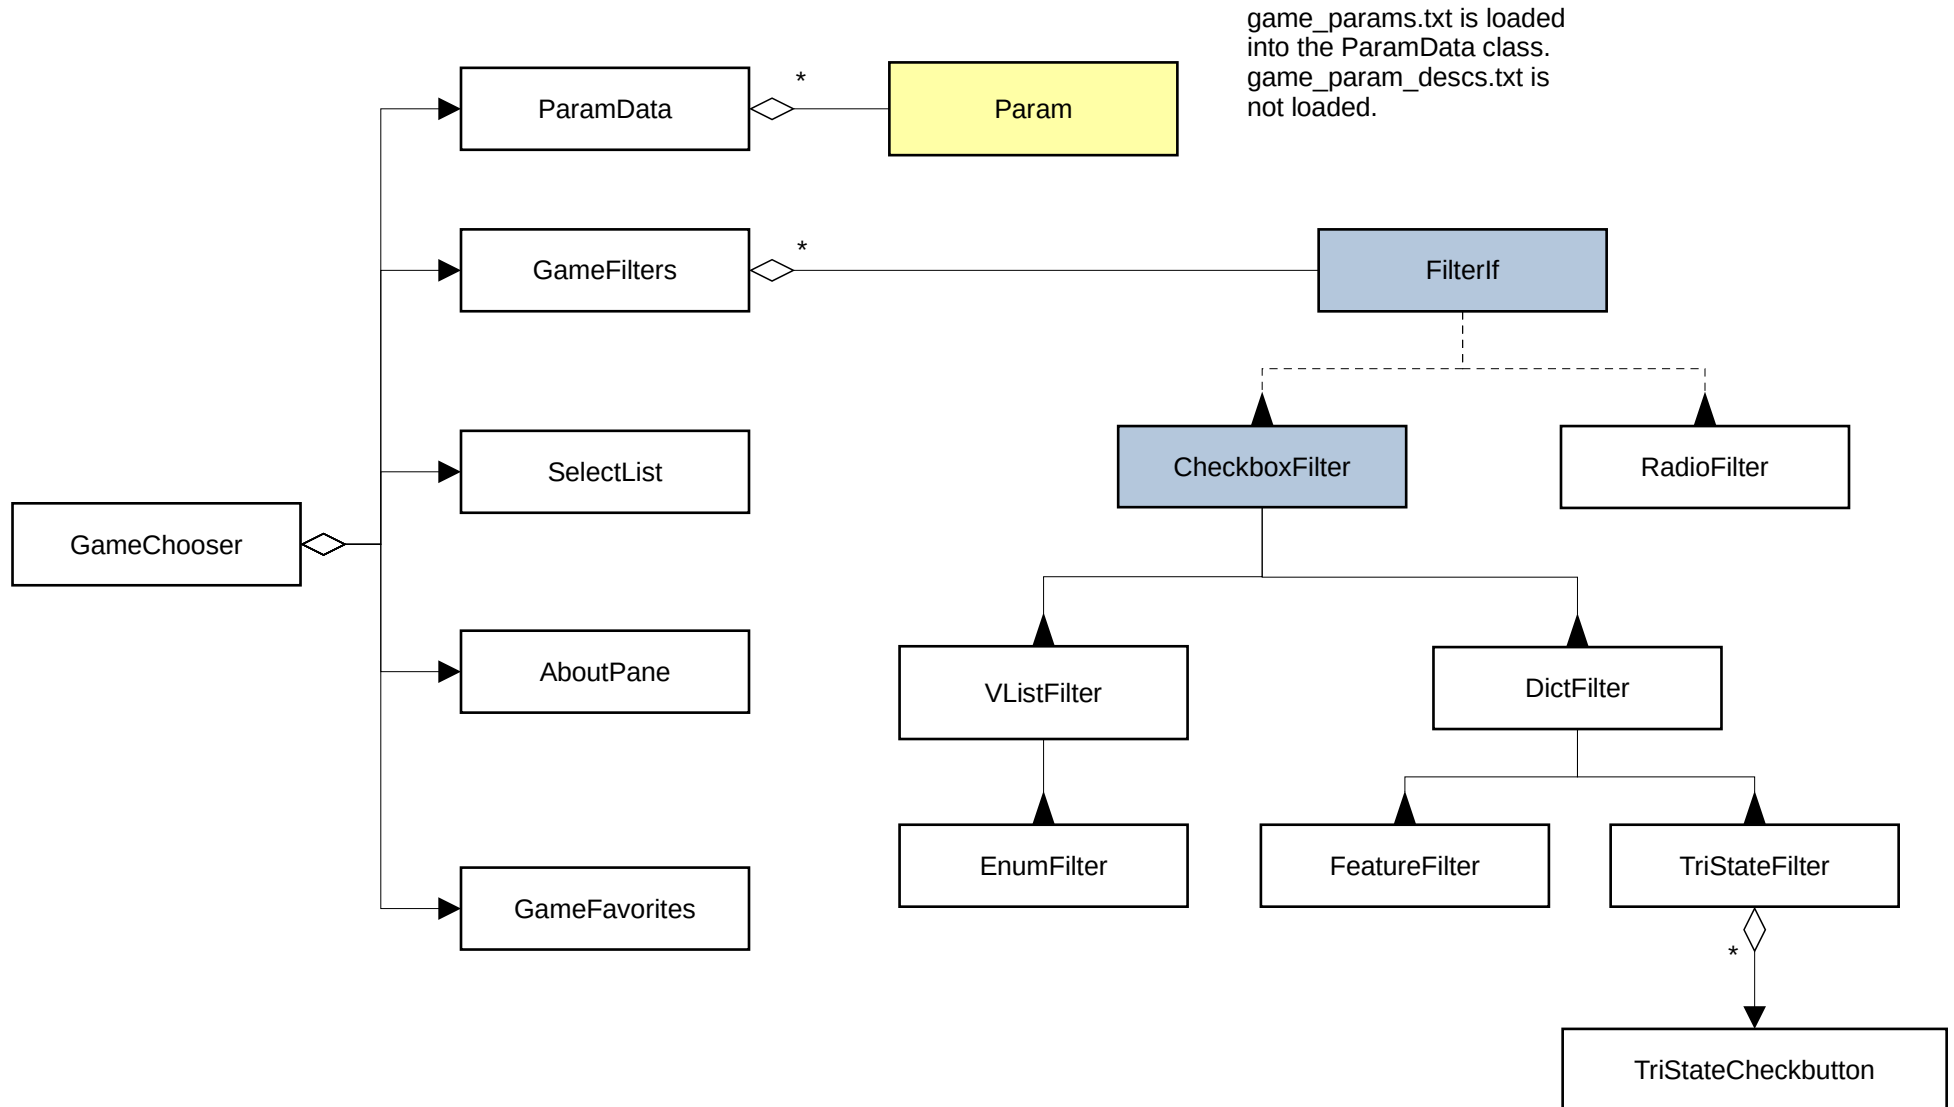 game_params.txt is loaded
into the ParamData class.
game_param_descs.txt is
not loaded.
ParamData
*
Param
GameFilters
*
FilterIf
SelectList
CheckboxFilter
RadioFilter
GameChooser
AboutPane
VListFilter
DictFilter
EnumFilter
FeatureFilter
TriStateFilter
GameFavorites
*
TriStateCheckbutton